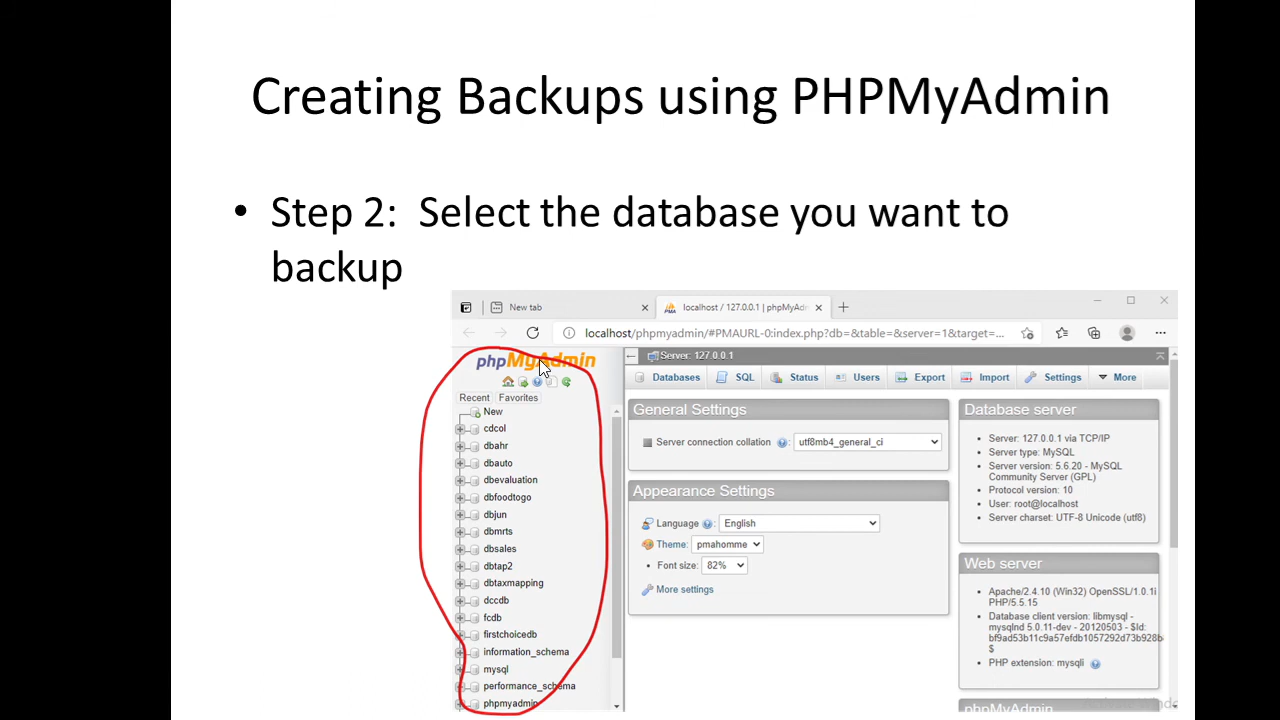 Creating Backups using PHPMyAdmin
• Step 2: Select the database you want to
backup
New tab
localhost / 127.0.0.1 | phpMyAdm
localhost/phpmyadmin/#PMAURL-0:index.php?db=&table=&server=1&target=...
phpMyAdmin
Recent Favorites
New
cdcol
dbahr
dbauto
dbevaluation
dbfoodtogo
dbjun
dbmrts
dbsales
dbtap2
dbtaxmapping
dccdb
fcdb
firstchoicedb
information_schema
mysql
performance_schema
phpmyadmin
Server: 127.0.0.1
Databases SQL Status Users Export Import Settings More
General Settings
Server connection collation utf8mb4_general_ci
Appearance Settings
Language English
Theme: pmahomme
• Font size: 82%
More settings
Database server
• Server: 127.0.0.1 via TCP/IP
• Server type: MySQL
• Server version: 5.6.20 - MySQL
Community Server (GPL)
• Protocol version: 10
• User: root@localhost
• Server charset: UTF-8 Unicode (utf8)
Web server
• Apache/2.4.10 (Win32) OpenSSL/1.0.1i
PHP/5.5.15
• Database client version: libmysql -
mysqlnd 5.0.11-dev - 20120503 - $Id:
bf9ad53b11c9a57efdb1057292d73b928b
$
• PHP extension: mysqli
phpMyAdmin